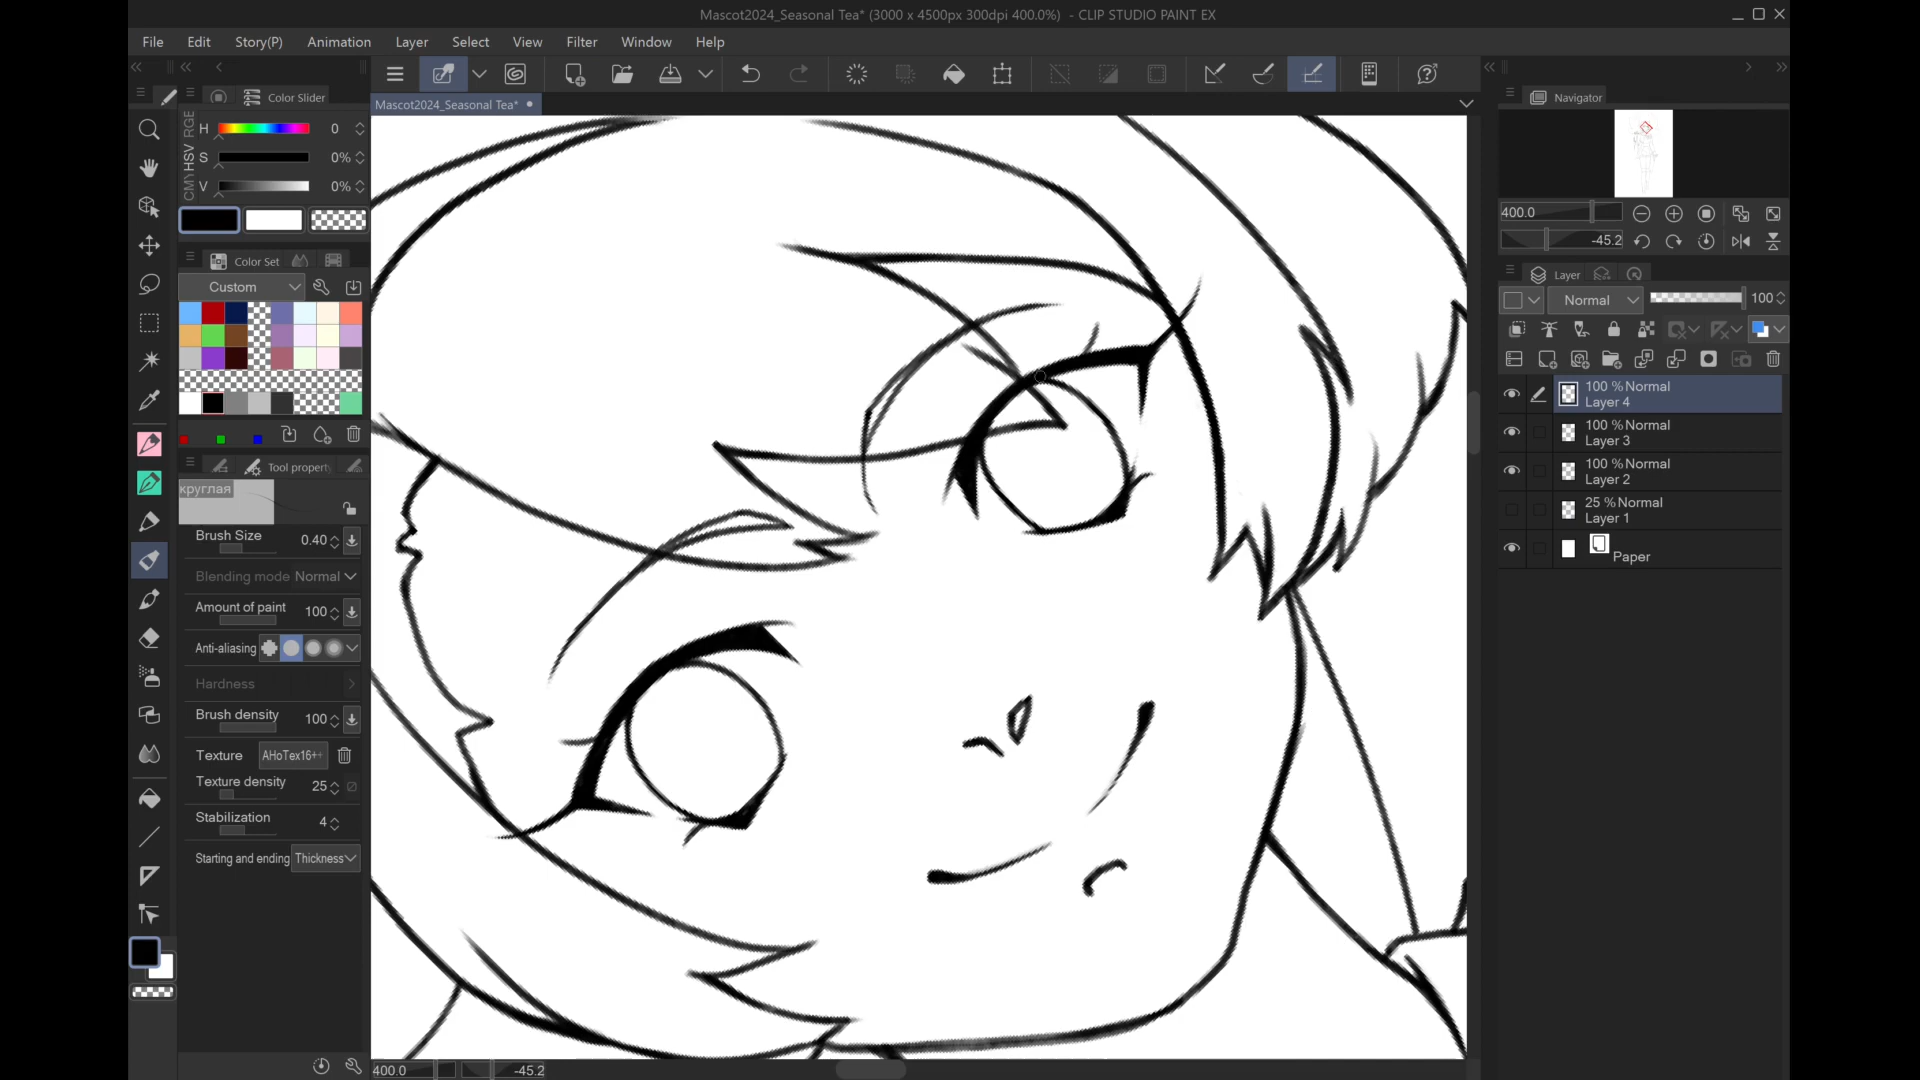 Mascot2024_Seasonal Tea* (3000 x 4500px 300dpi 400.0%) - CLIP STUDIO PAINT EX
File Edit Story(P) Animation Layer Select View Filter Window Help
Color Slider
Mascot2024_Seasonal Tea*
Navigator
RGB
HSV
CMY
H 0
S 0%
V 0%
400.0
-45.2
Color Set
Custom
Layer
Normal 100
Tool property
круглая
Brush Size 0.40
Blending mode Normal
Amount of paint 100
Anti-aliasing
Hardness
Brush density 100
Texture AHoTex16++
Texture density 25
Stabilization 4
Starting and ending Thickness
100 % Normal
Layer 4
100 % Normal
Layer 3
100 % Normal
Layer 2
25 % Normal
Layer 1
Paper
400.0 -45.2